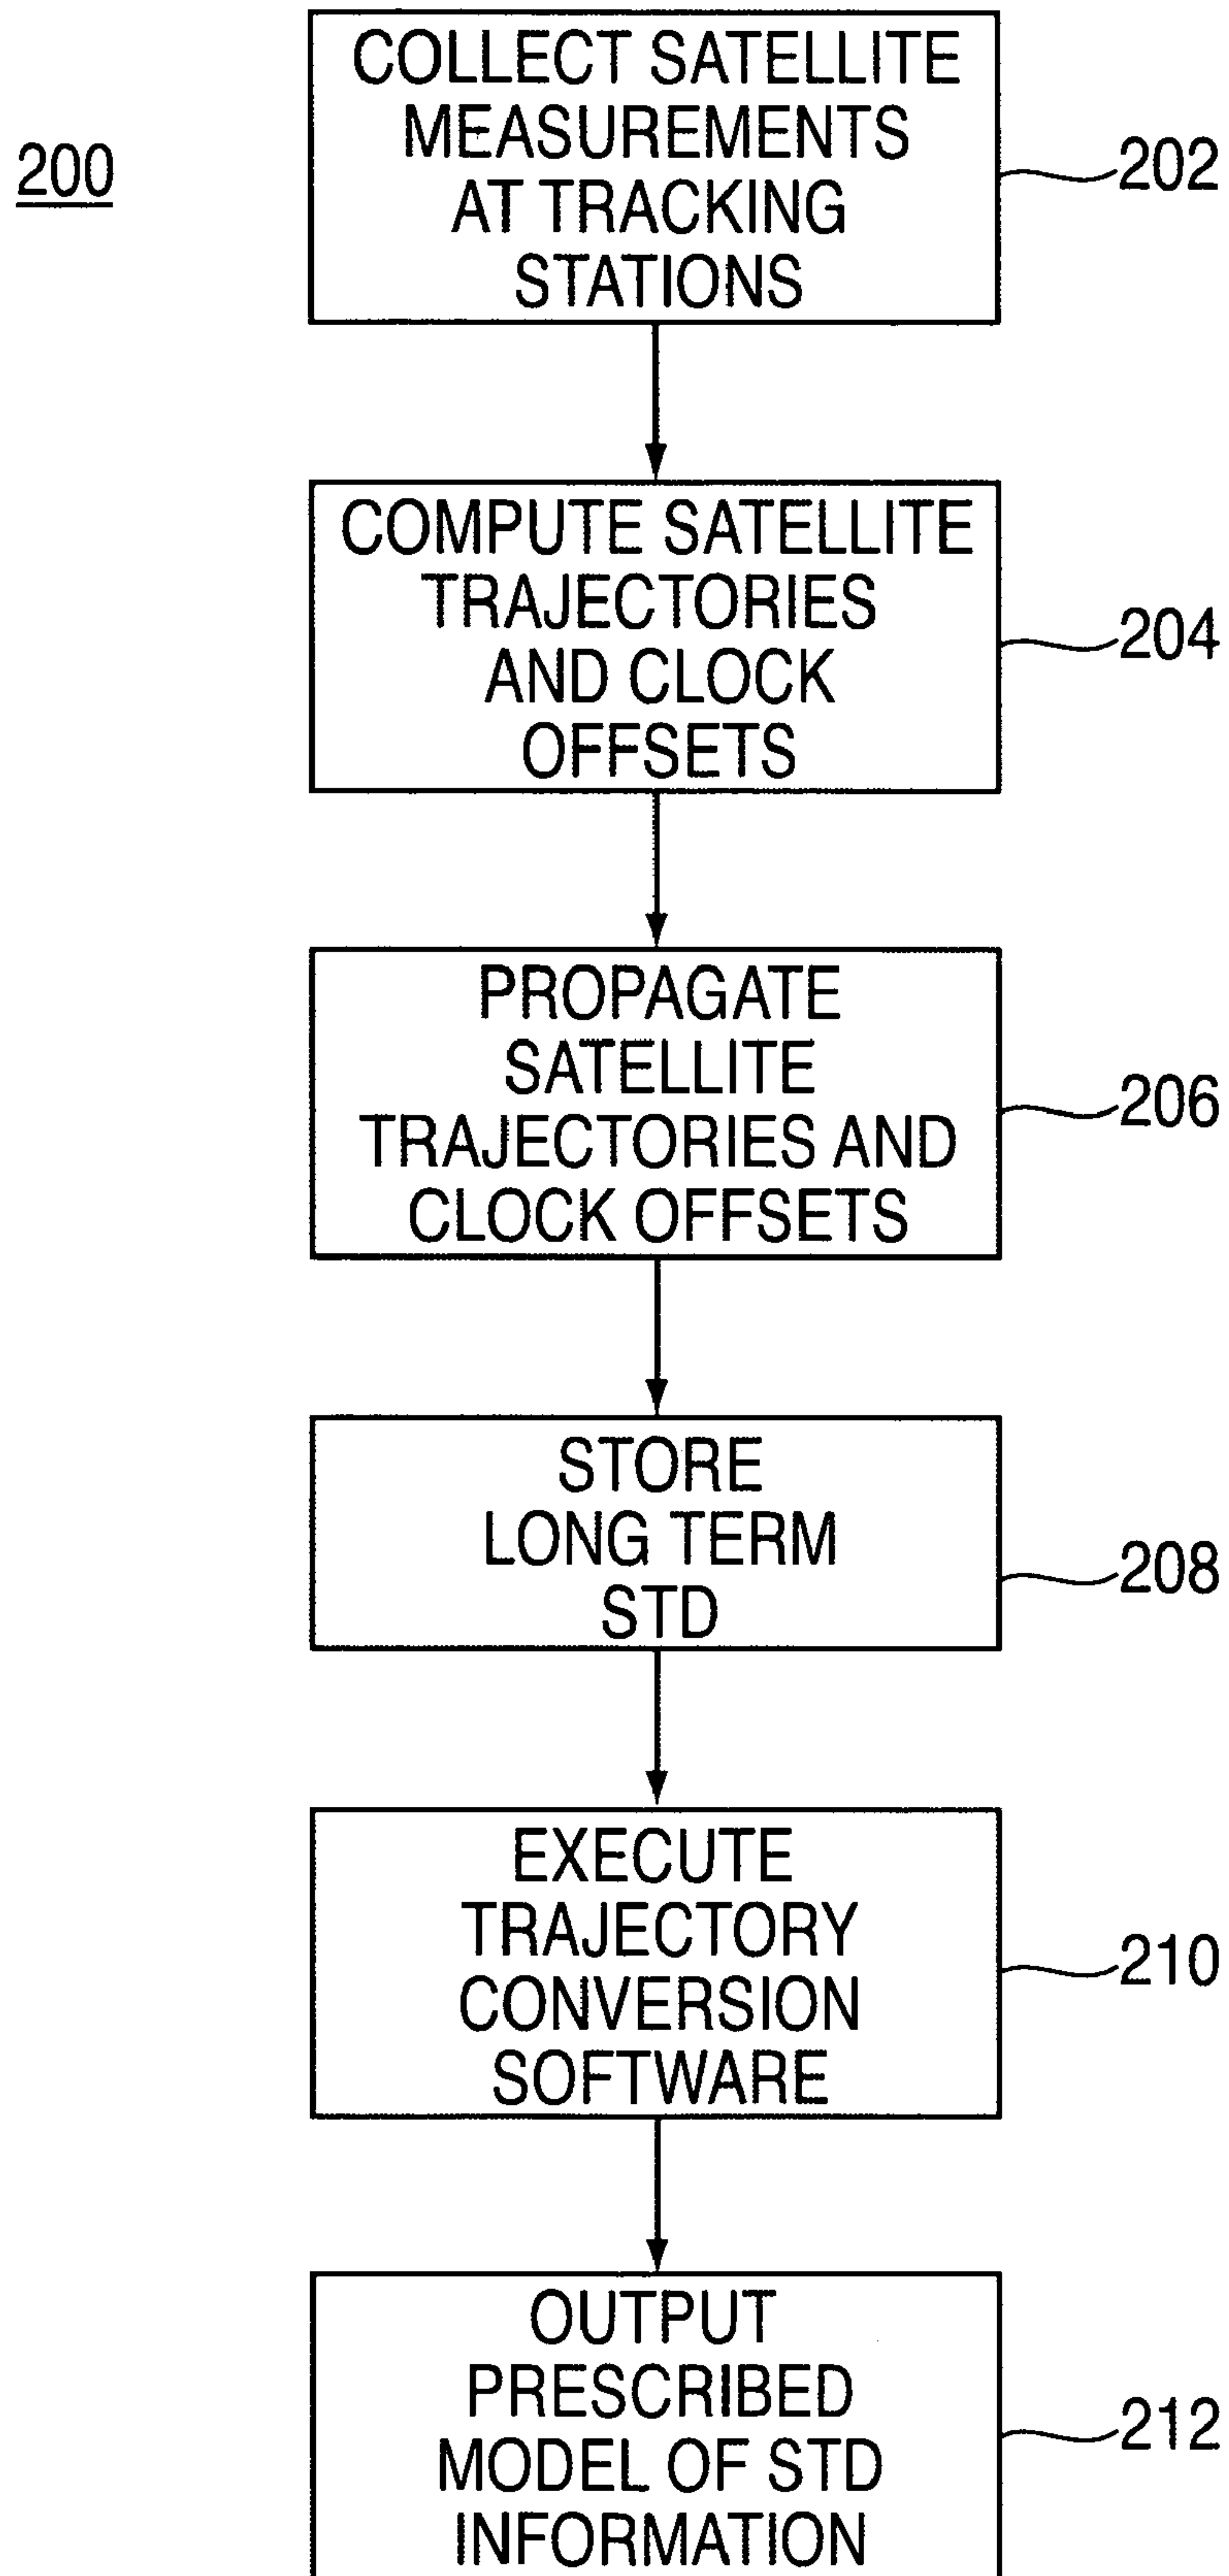 200
COLLECT SATELLITE
MEASUREMENTS
AT TRACKING
STATIONS
202
COMPUTE SATELLITE
TRAJECTORIES
AND CLOCK
OFFSETS
204
PROPAGATE
SATELLITE
TRAJECTORIES AND
CLOCK OFFSETS
206
STORE
LONG TERM
STD
208
EXECUTE
TRAJECTORY
CONVERSION
SOFTWARE
210
OUTPUT
PRESCRIBED
MODEL OF STD
INFORMATION
212